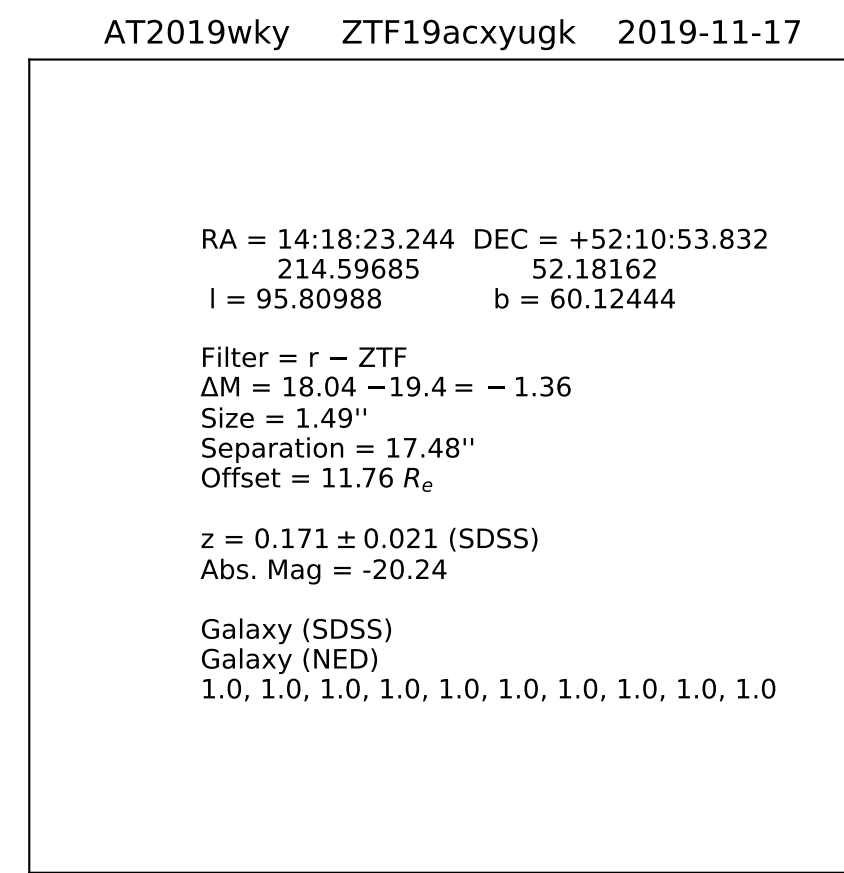 AT2019wky ZTF19acxyugk 2019-11-17
RA = 14:18:23.244 DEC = +52:10:53.832
214.59685 52.18162
l = 95.80988 b = 60.12444
Filter = r − ZTF
ΔM = 18.04 −19.4 = − 1.36
Size = 1.49''
Separation = 17.48''
Offset = 11.76 Rₑ
z = 0.171 ± 0.021 (SDSS)
Abs. Mag = -20.24
Galaxy (SDSS)
Galaxy (NED)
1.0, 1.0, 1.0, 1.0, 1.0, 1.0, 1.0, 1.0, 1.0, 1.0